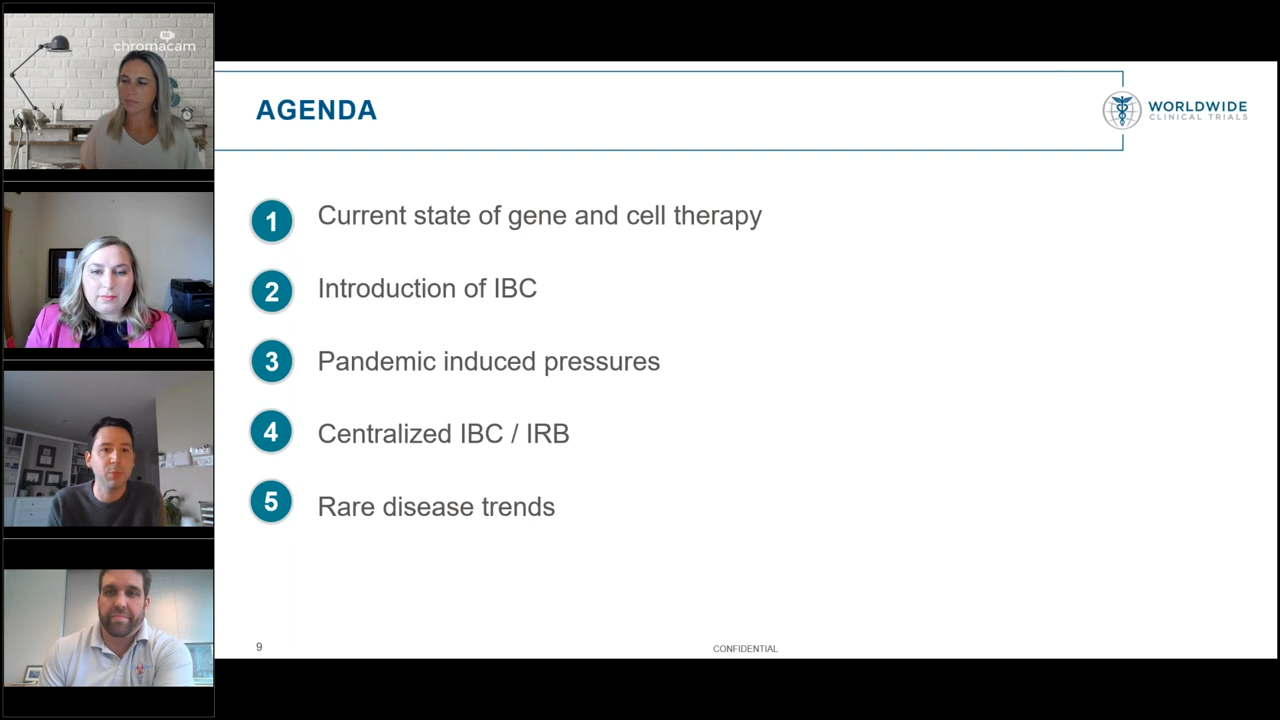 chromacam
AGENDA
WORLDWIDE
CLINICAL TRIALS
1 Current state of gene and cell therapy
2 Introduction of IBC
3 Pandemic induced pressures
4 Centralized IBC / IRB
5 Rare disease trends
9
CONFIDENTIAL